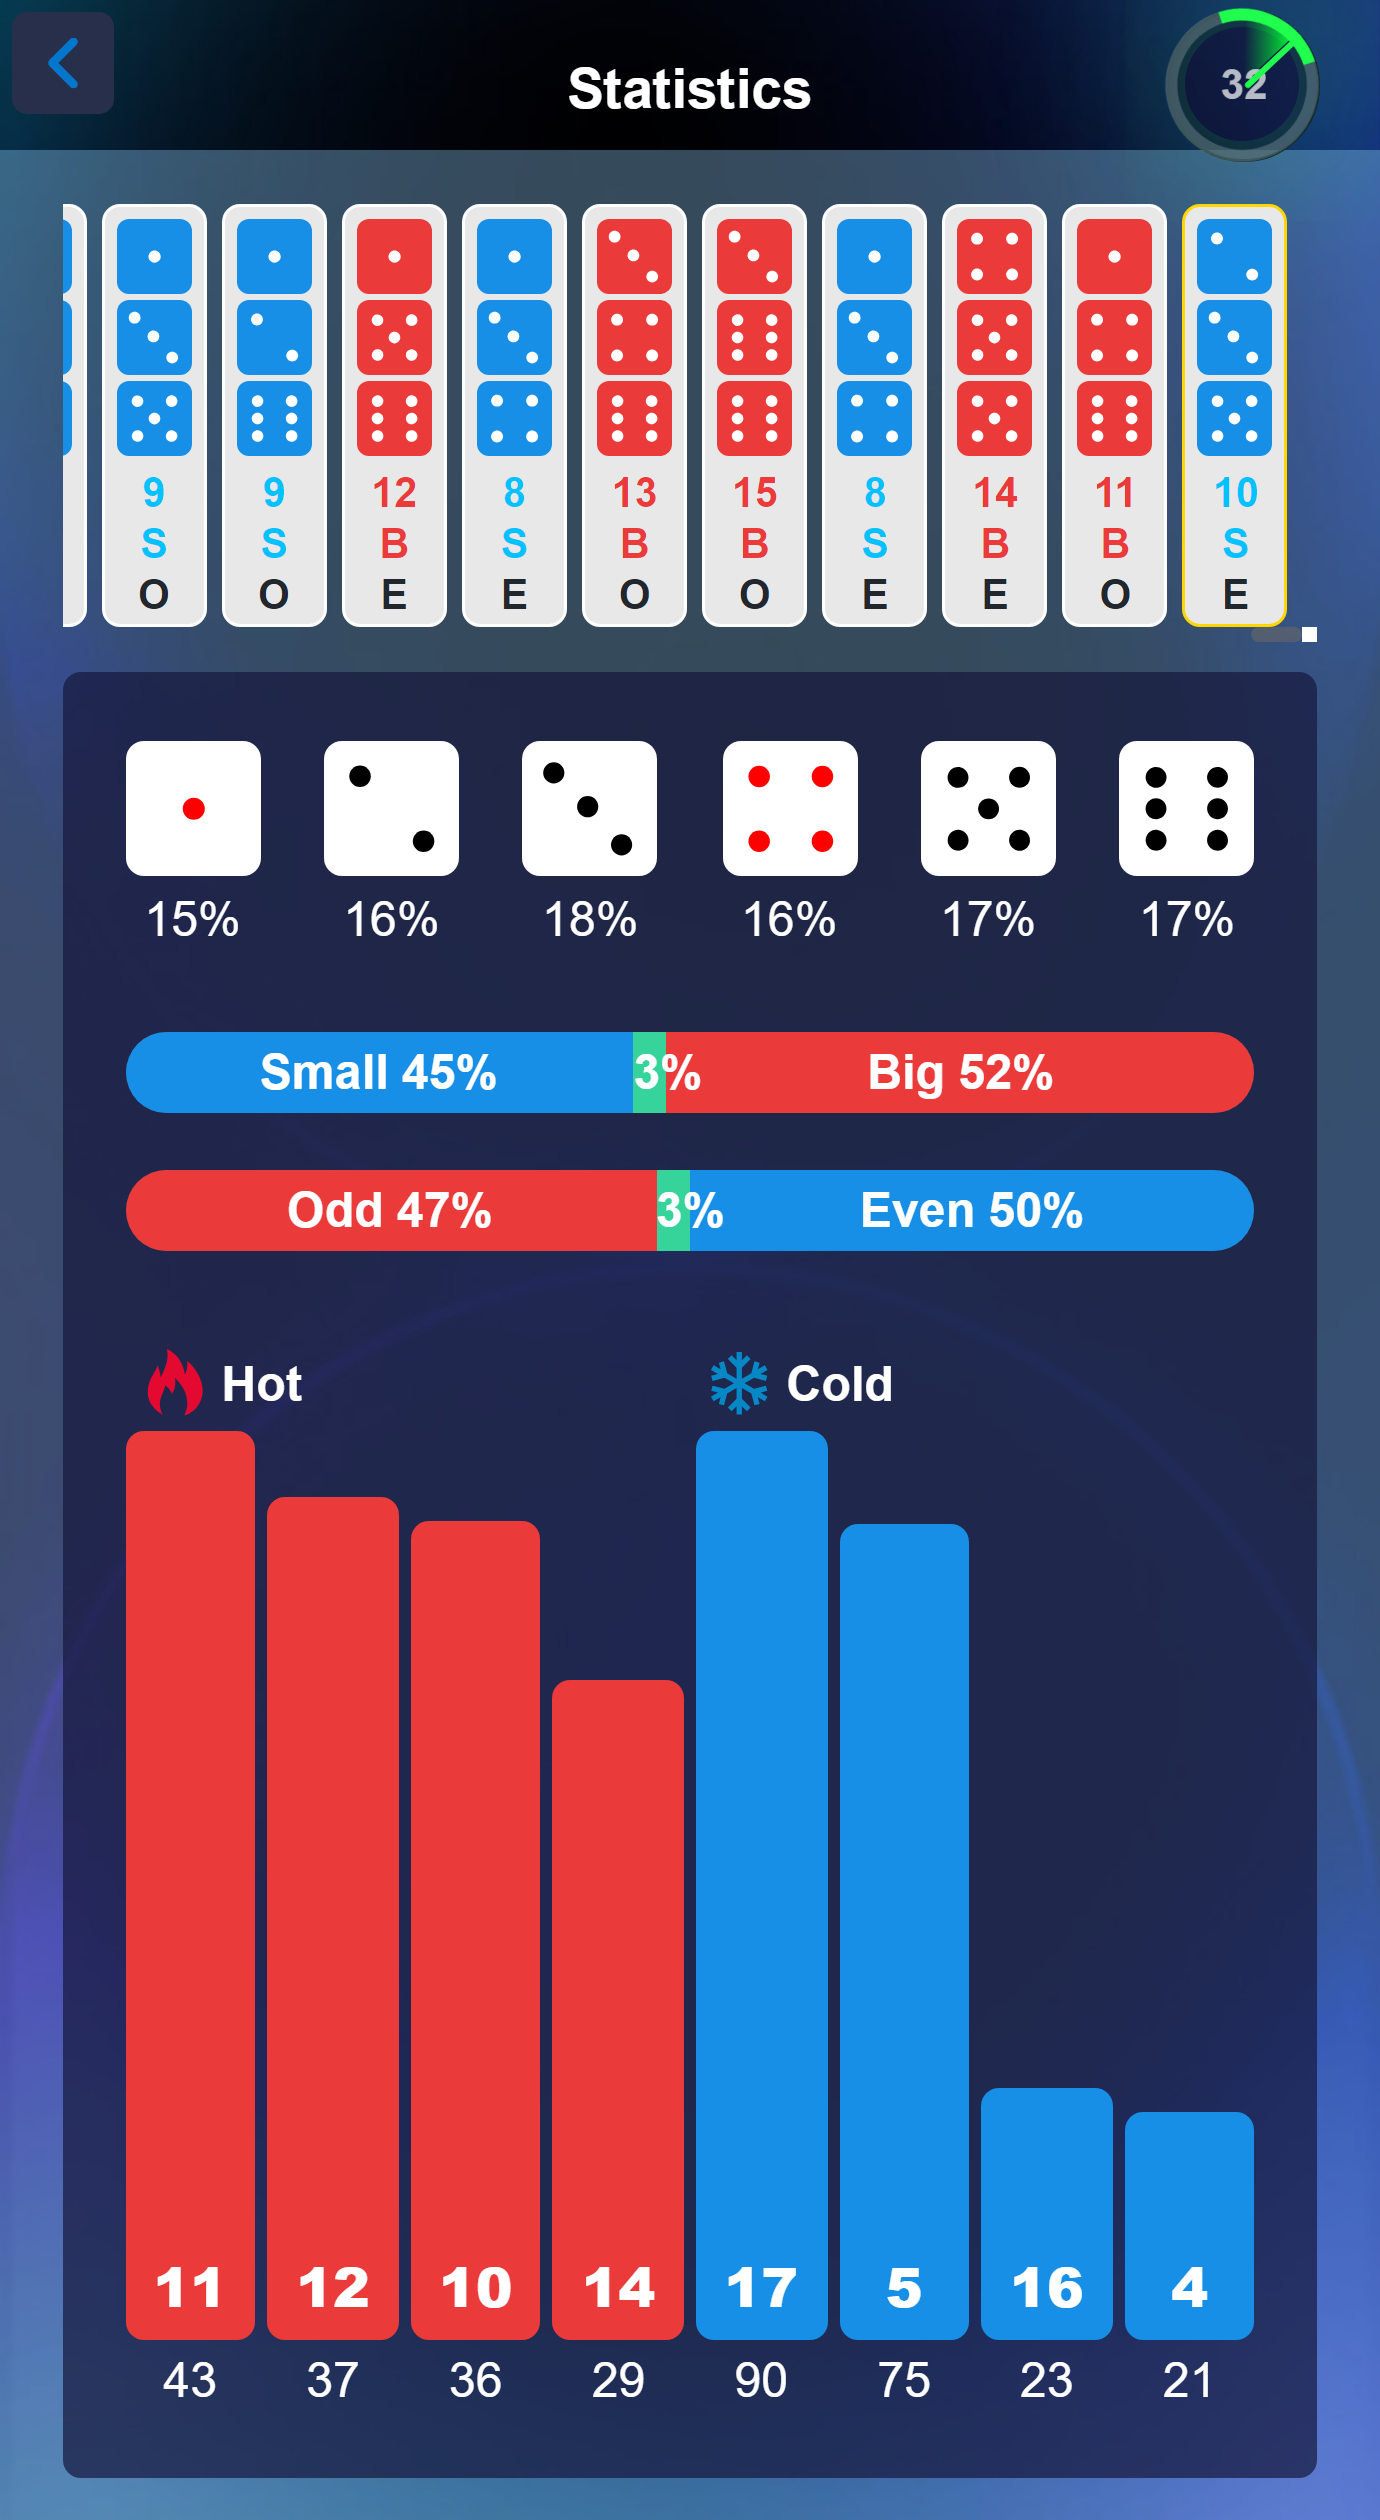 Statistics
32
9 9 12 8 13 15 8 14 11 10
S S B S B B S B B S
O O E E O O E E O E
15% 16% 18% 16% 17% 17%
Small 45% 3% Big 52%
Odd 47% 3% Even 50%
Hot Cold
11 12 10 14 17 5 16 4
43 37 36 29 90 75 23 21